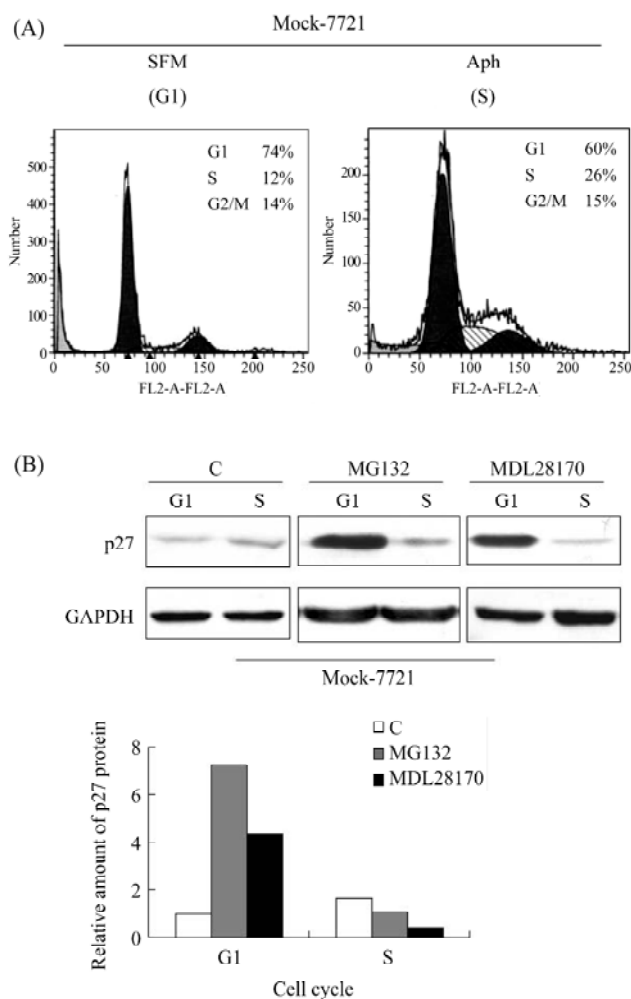 (A)
Mock-7721
SFM Aph
(G1) (S)
G1 74%
S 12%
G2/M 14%
Number
500
400
300
200
100
0
0 50 100 150 200 250
FL2-A-FL2-A
G1 60%
S 26%
G2/M 15%
Number
200
150
100
50
0
0 50 100 150 200 250
FL2-A-FL2-A
(B)
C MG132 MDL28170
G1 S G1 S G1 S
p27
GAPDH
Mock-7721
C
MG132
MDL28170
Relative amount of p27 protein
8
6
4
2
0
G1 S
Cell cycle